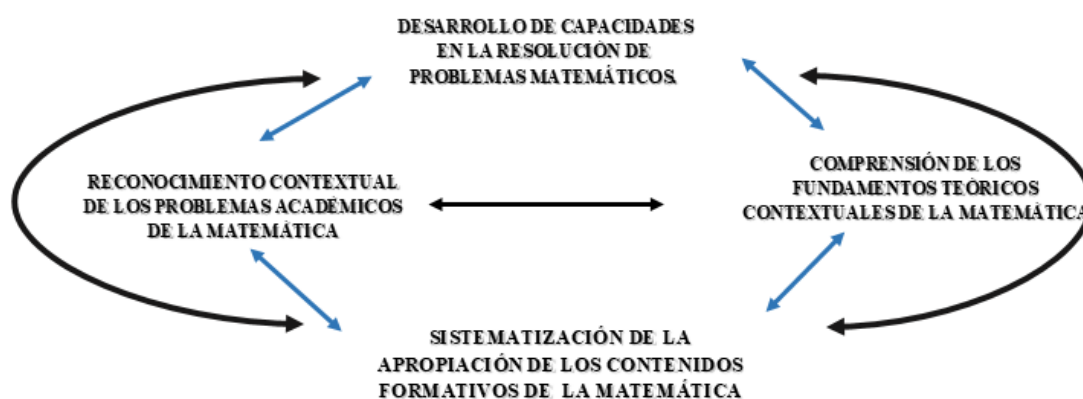 DESARROLLO DE CAPACIDADES
EN LA RESOLUCIÓN DE
PROBLEMAS MATEMÁTICOS.
RECONOCIMIENTO CONTEXTUAL
DE LOS PROBLEMAS ACADÉMICOS
DE LA MATEMÁTICA
COMPRENSIÓN DE LOS
FUNDAMENTOS TEÓRICOS
CONTEXTUALES DE LA MATEMÁTICA
SISTEMATIZACIÓN DE LA
APROPIACIÓN DE LOS CONTENIDOS
FORMATIVOS DE LA MATEMÁTICA